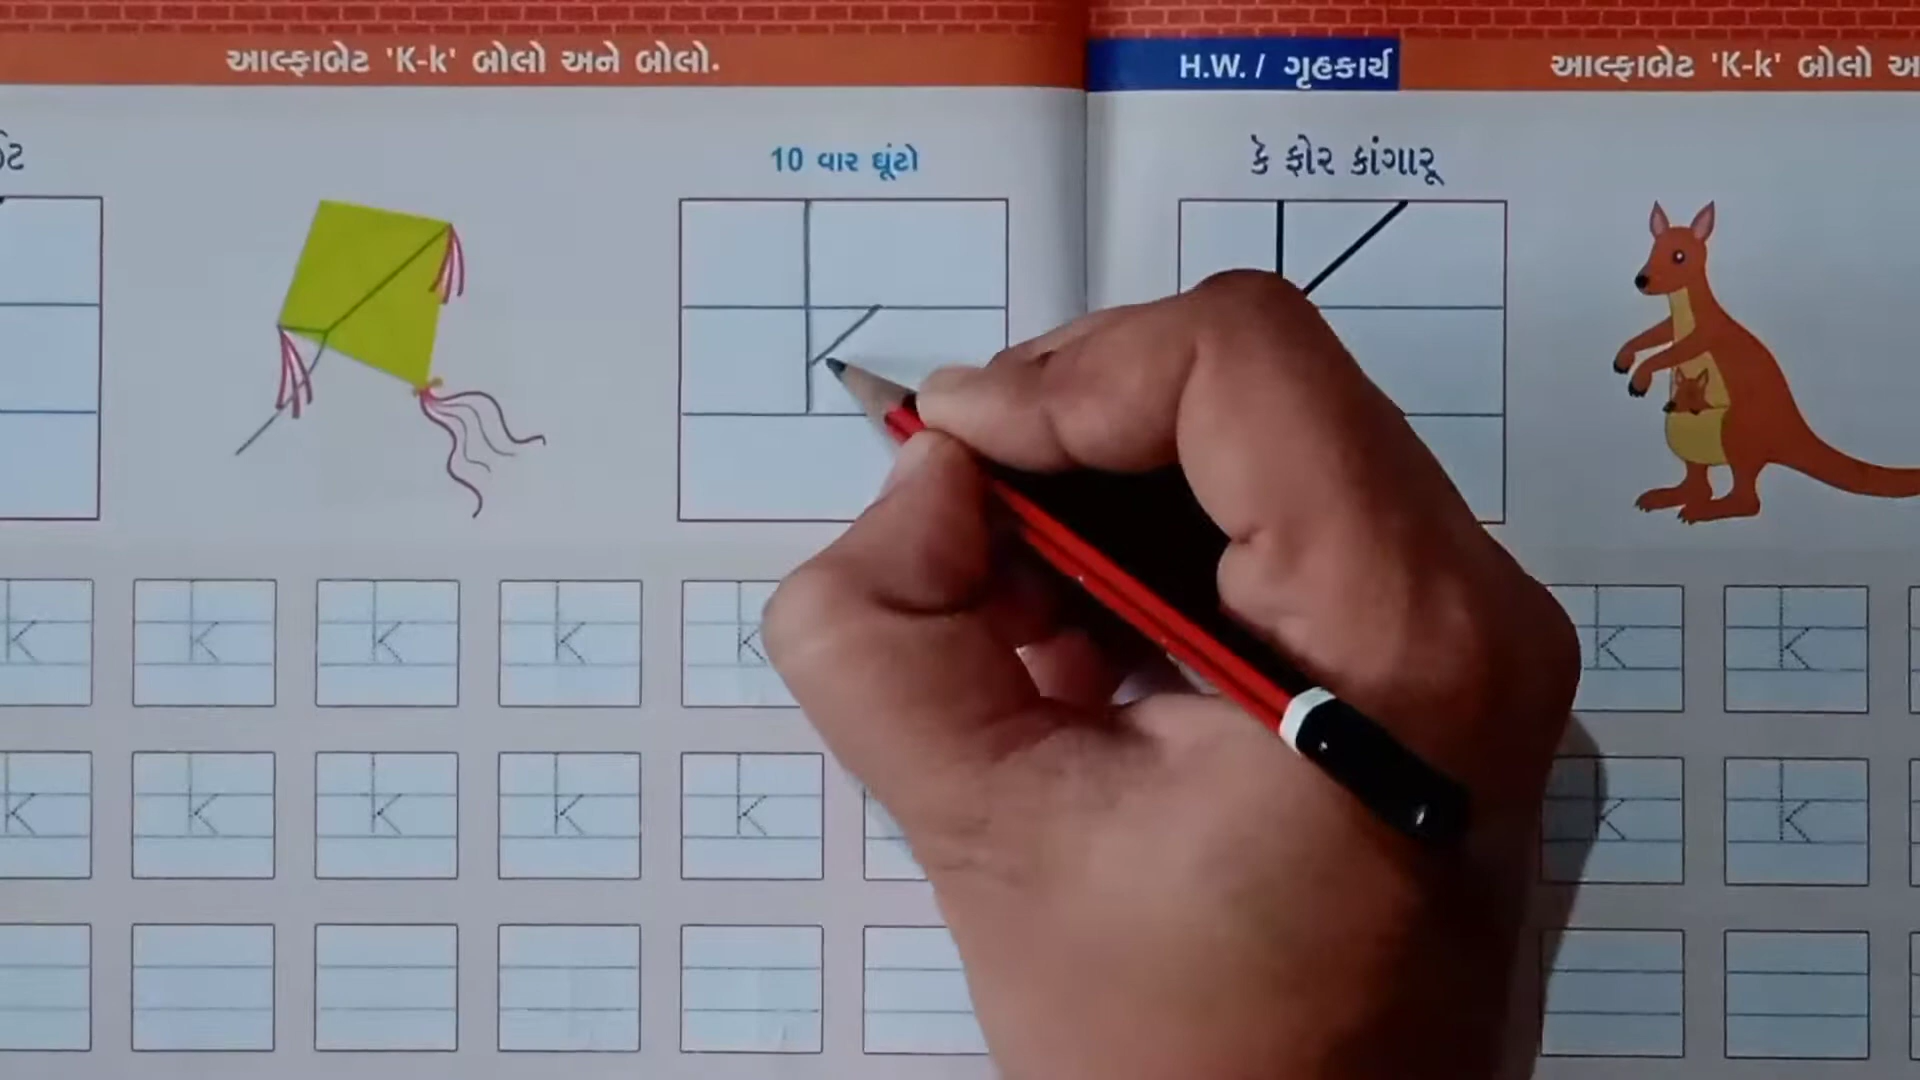 આલ્ફાબેટ 'K-k' બોલો અને બોલો.
H.W. / ગૃહકાર્ય
આલ્ફાબેટ 'K-k' બોલો
10 વાર ઘૂંટો
કે ફોર કાંગારૂ
k
k k k k k k k
k k k k k k k